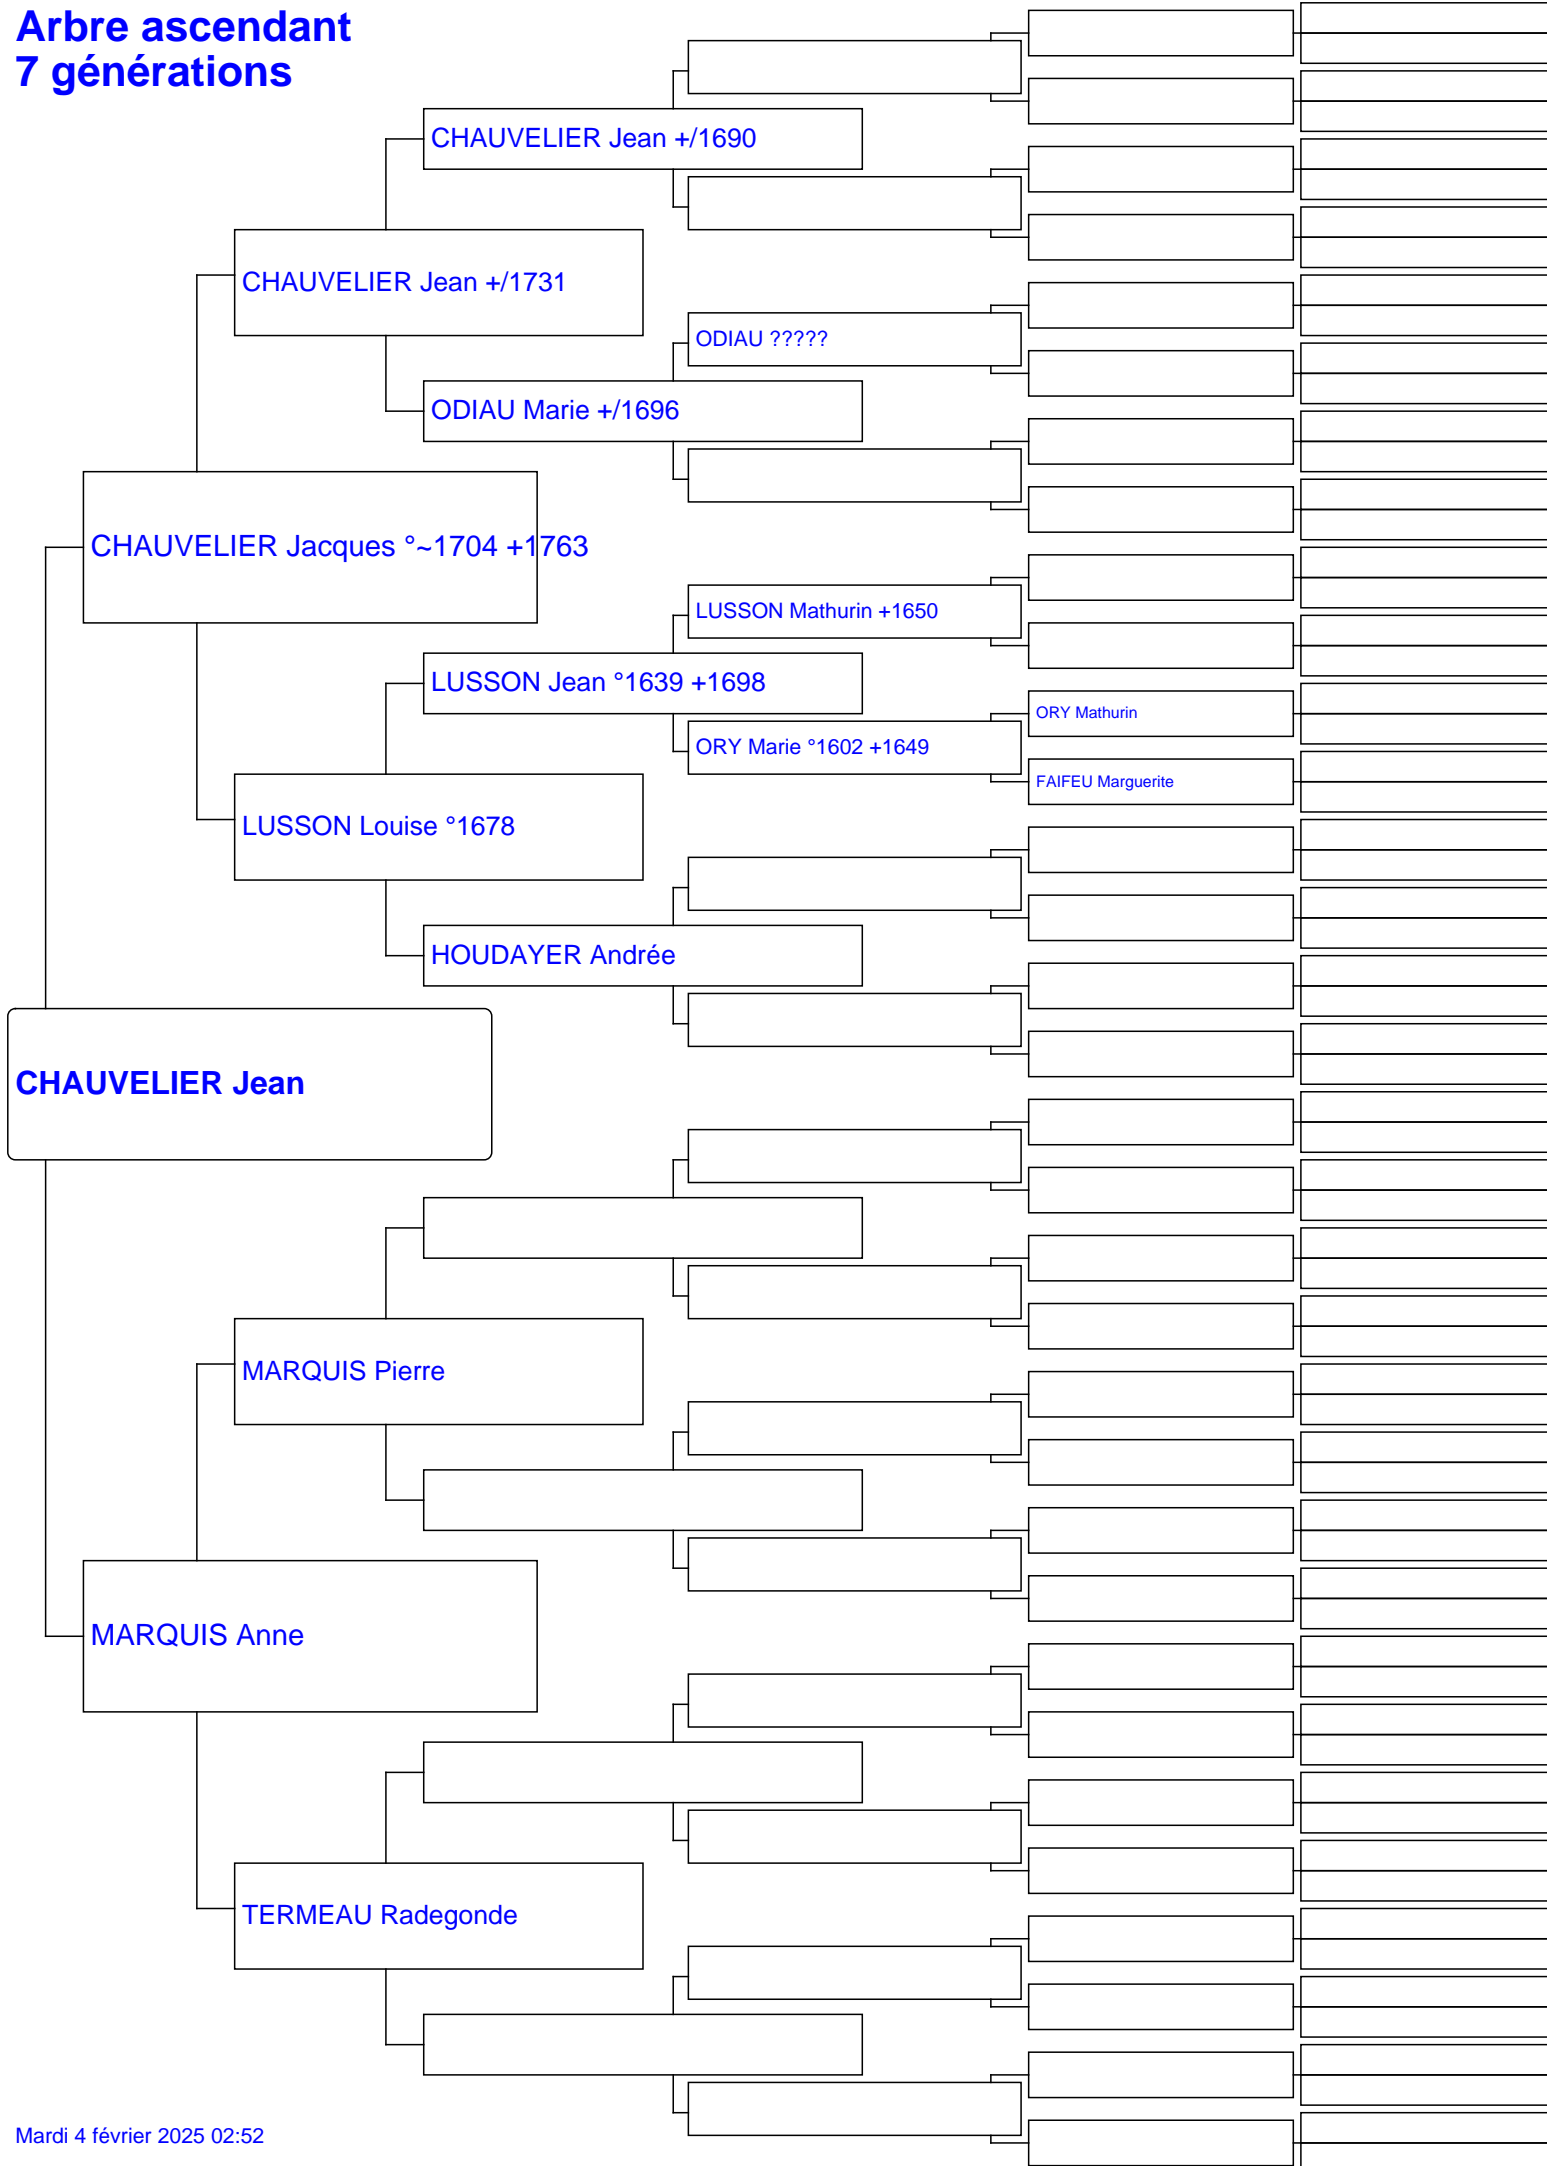 Arbre ascendant
7 générations
CHAUVELIER Jean +/1690
CHAUVELIER Jean +/1731
ODIAU ?????
ODIAU Marie +/1696
CHAUVELIER Jacques °~1704 +1763
LUSSON Mathurin +1650
LUSSON Jean °1639 +1698
ORY Mathurin
ORY Marie °1602 +1649
FAIFEU Marguerite
LUSSON Louise °1678
HOUDAYER Andrée
CHAUVELIER Jean
MARQUIS Pierre
MARQUIS Anne
TERMEAU Radegonde
Mardi 4 février 2025 02:52